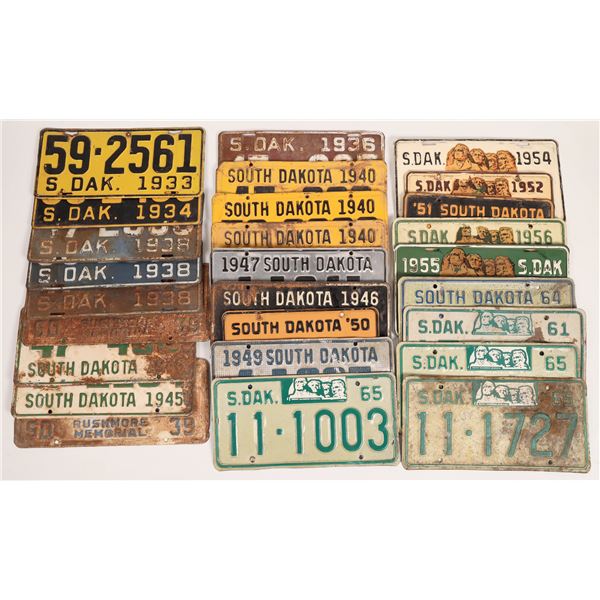 59-2561
S. DAK. 1933
S. DAK. 1934
S. DAK. 1938
S. DAK. 1938
S. DAK. 1938
SD 39
SOUTH DAKOTA
SOUTH DAKOTA 1945
SD RUSHMORE MEMORIAL 39
S. DAK. 1936
SOUTH DAKOTA 1940
SOUTH DAKOTA 1940
SOUTH DAKOTA 1940
1947 SOUTH DAKOTA
SOUTH DAKOTA 1946
SOUTH DAKOTA '50
1949 SOUTH DAKOTA
S.DAK. 65
11-1003
S.DAK. 1954
S.DAK. 1952
'51 SOUTH DAKOTA
S.DAK. 1956
1955 S.DAK
SOUTH DAKOTA 64
S.DAK. 61
S.DAK. 65
S.DAK.
11-1727